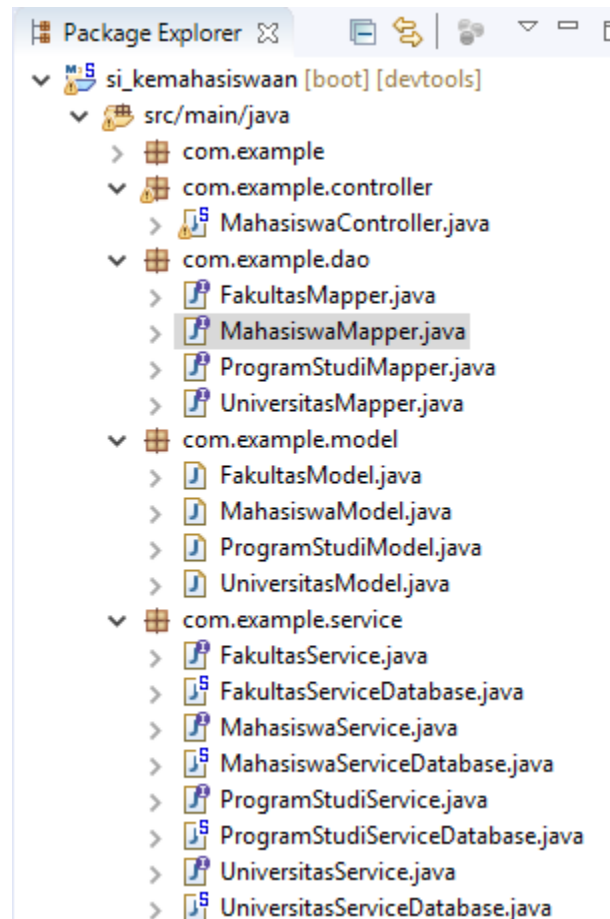 Package Explorer
si_kemahasiswaan [boot] [devtools]
src/main/java
com.example
com.example.controller
MahasiswaController.java
com.example.dao
FakultasMapper.java
MahasiswaMapper.java
ProgramStudiMapper.java
UniversitasMapper.java
com.example.model
FakultasModel.java
MahasiswaModel.java
ProgramStudiModel.java
UniversitasModel.java
com.example.service
FakultasService.java
FakultasServiceDatabase.java
MahasiswaService.java
MahasiswaServiceDatabase.java
ProgramStudiService.java
ProgramStudiServiceDatabase.java
UniversitasService.java
UniversitasServiceDatabase.java